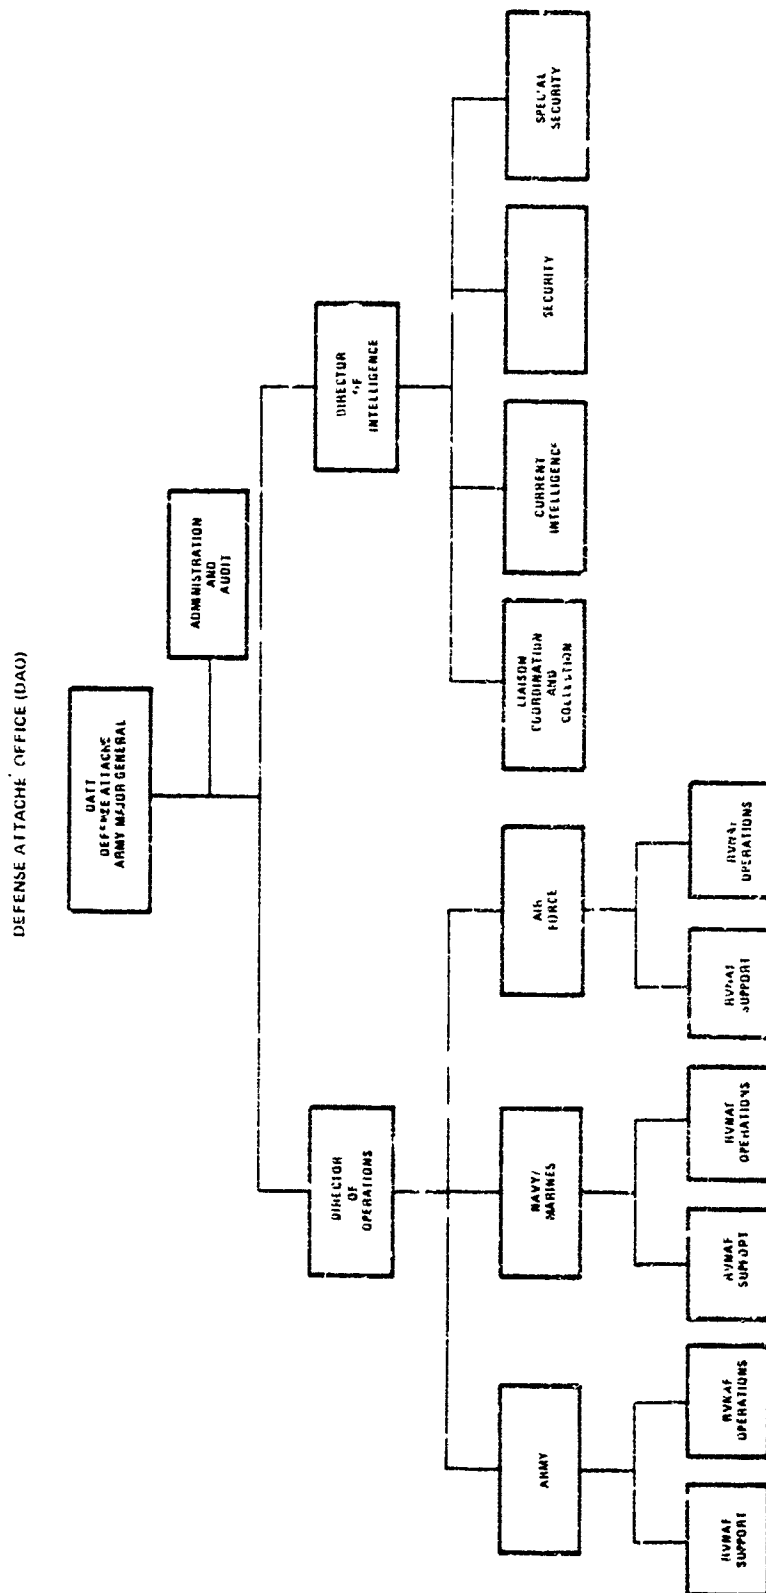 DEFENSE ATTACHÉ OFFICE (DAO)
DATT
DEFENSE ATTACHE
ARMY MAJOR GENERAL
ADMINISTRATION
AND
AUDIT
DIRECTOR
OF
OPERATIONS
DIRECTOR
OF
INTELLIGENCE
ARMY
NAVY/
MARINES
AIR
FORCE
LIAISON
COORDINATION
AND
COLLECTION
CURRENT
INTELLIGENCE
SECURITY
SPECIAL
SECURITY
RVNAF
SUPPORT
RVNAF
OPERATIONS
RVNAF
SUPPORT
RVNAF
OPERATIONS
RVNAF
SUPPORT
RVNAF
OPERATIONS